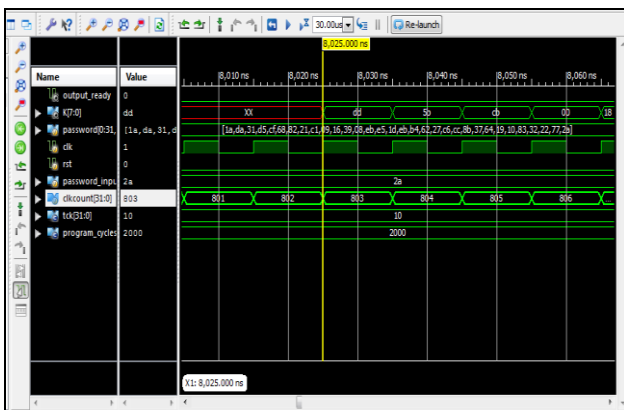 30.00us Re-launch
8,025.000 ns
Name Value 8,010 ns 8,020 ns 8,030 ns 8,040 ns 8,050 ns 8,060 ns
output_ready 0
K[7:0] dd XX dd 5b cb 00 18
password[0:31, [1a,da,31,d [1a,da,31,d5,cf,68,82,21,c1,09,16,39,08,eb,e5,1d,eb,b4,62,27,c6,cc,8b,37,64,19,10,83,32,22,77,2a]
clk 1
rst 0
password_inpu 2a 2a
clkcount[31:0] 803 801 802 803 804 805 806 ...
tck[31:0] 10 10
program_cycles 2000 2000
X1: 8,025.000 ns